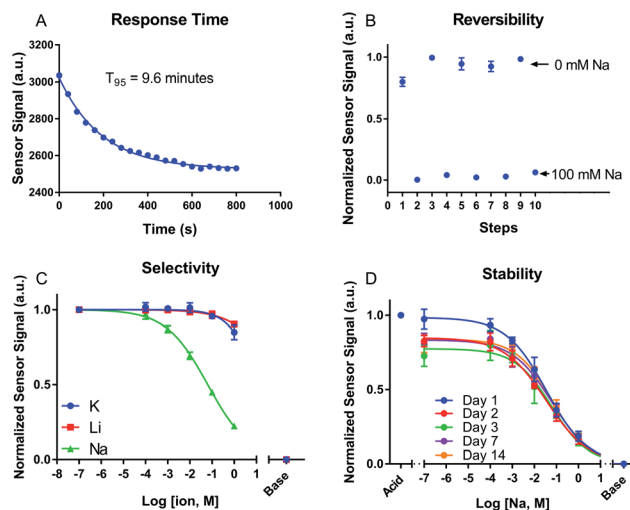 A
Response Time
Sensor Signal (a.u.)
3200
3000
2800
2600
2400
T95 = 9.6 minutes
0
200
400
600
800
1000
Time (s)
B
Reversibility
Normalized Sensor Signal (a.u.)
1.0
0.5
0.0
0 mM Na
100 mM Na
0 1 2 3 4 5 6 7 8 9 10
Steps
C
Selectivity
Normalized Sensor Signal (a.u.)
1.0
0.5
0.0
K
Li
Na
-8 -7 -6 -5 -4 -3 -2 -1 0 1
Base
Log [ion, M]
D
Stability
Normalized Sensor Signal (a.u.)
1.0
0.5
0.0
Day 1
Day 2
Day 3
Day 7
Day 14
Acid
-7 -6 -5 -4 -3 -2 -1 0 1
Base
Log [Na, M]